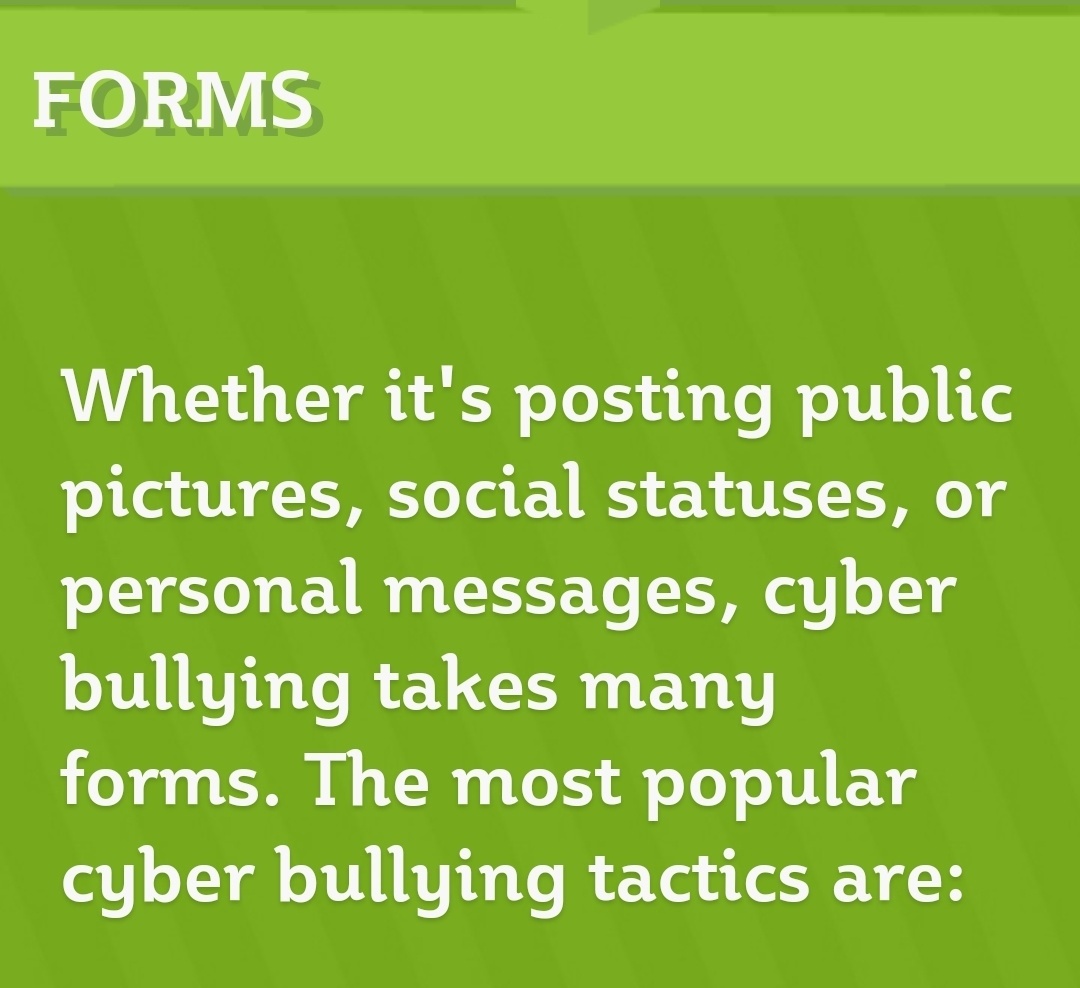 FORMS
Whether it's posting public
pictures, social statuses, or
personal messages, cyber
bullying takes many
forms. The most popular
cyber bullying tactics are: